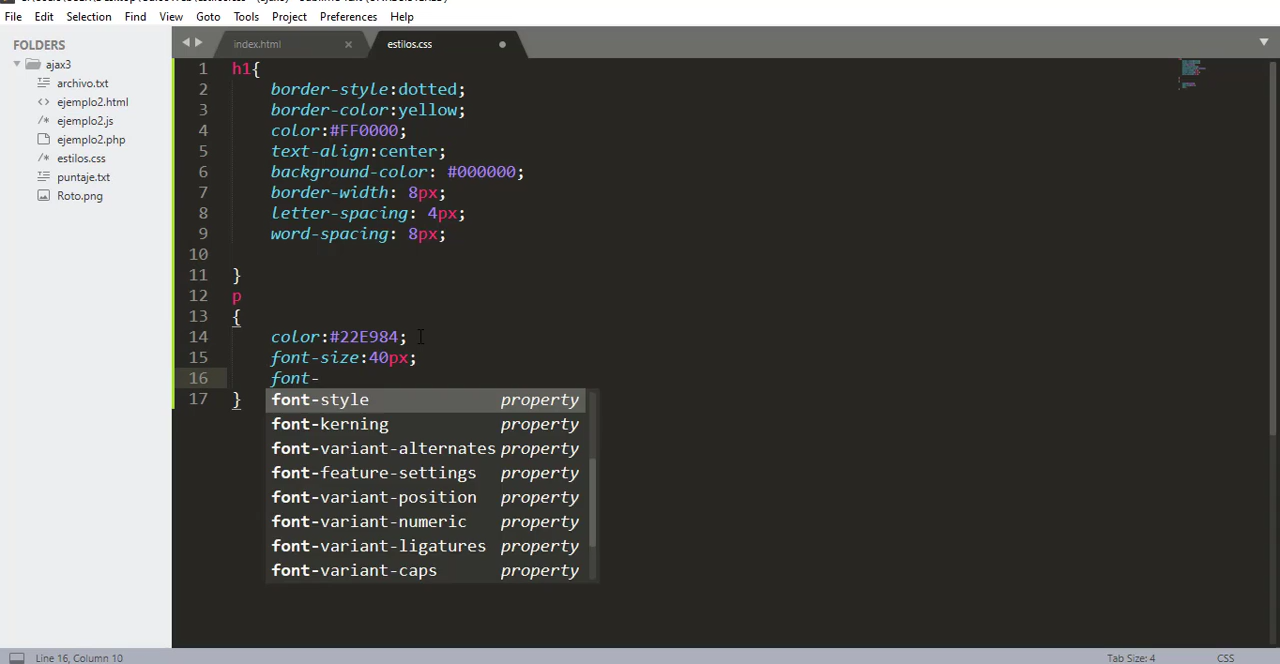 File Edit Selection Find View Goto Tools Project Preferences Help
FOLDERS
ajax3
archivo.txt
ejemplo2.html
ejemplo2.js
ejemplo2.php
estilos.css
puntaje.txt
Roto.png
index.html × estilos.css
1 h1{
2 border-style:dotted;
3 border-color:yellow;
4 color:#FF0000;
5 text-align:center;
6 background-color: #000000;
7 border-width: 8px;
8 letter-spacing: 4px;
9 word-spacing: 8px;
10
11 }
12 p
13 {
14 color:#22E984;
15 font-size:40px;
16 font-
17 }
font-style property
font-kerning property
font-variant-alternates property
font-feature-settings property
font-variant-position property
font-variant-numeric property
font-variant-ligatures property
font-variant-caps property
Line 16, Column 10
Tab Size: 4
CSS